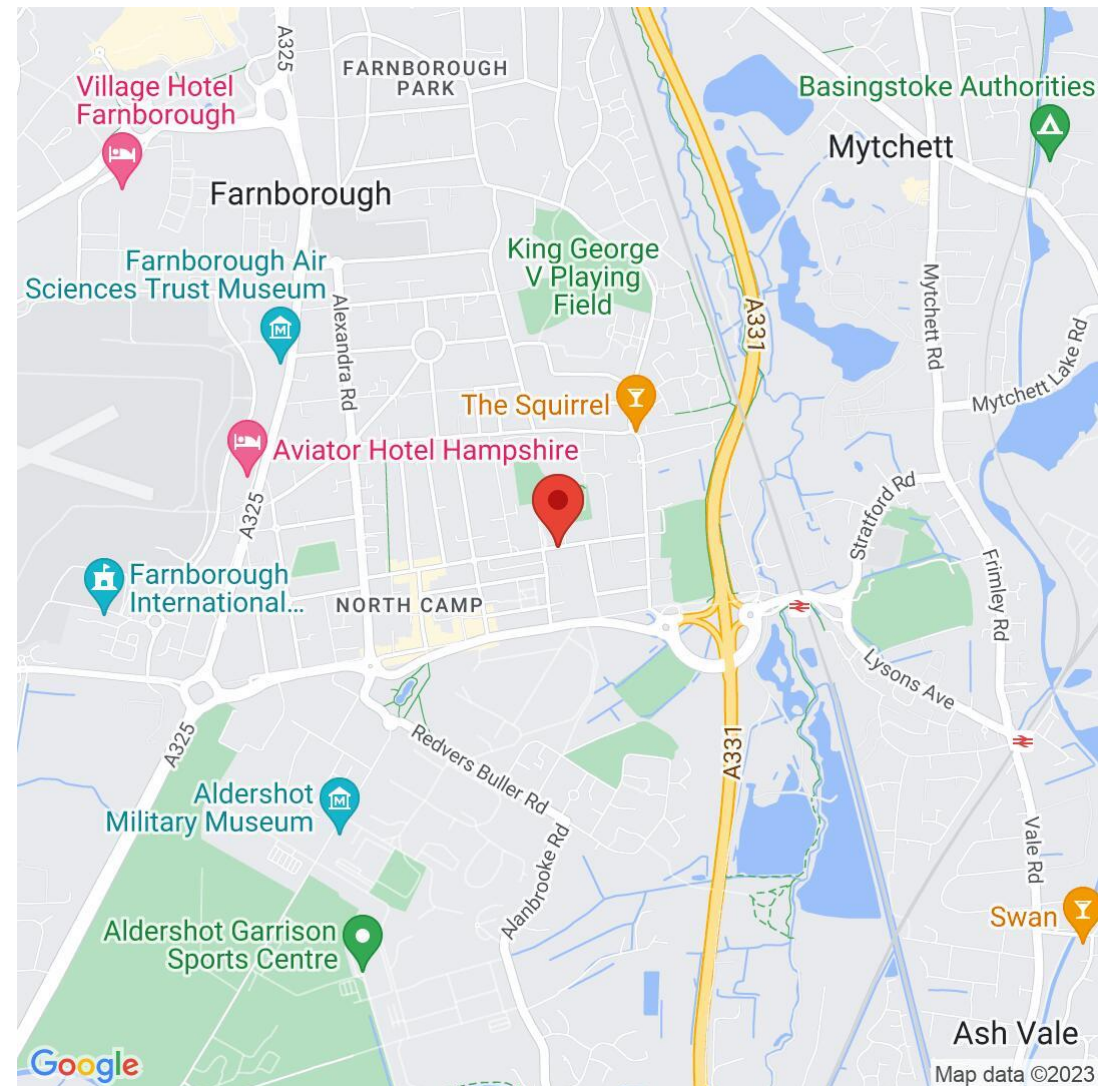 A325
FARNBOROUGH
PARK
Village Hotel
Farnborough
Basingstoke Authorities
Mytchett
Farnborough
King George
V Playing
Field
Farnborough Air
Sciences Trust Museum
Mytchett Rd
A331
Alexandra Rd
Mytchett Lake Rd
The Squirrel
Aviator Hotel Hampshire
A325
Stratford Rd
Farnborough
International...
NORTH CAMP
Frimley Rd
Lysons Ave
A325
Redvers Buller Rd
A331
Aldershot
Military Museum
Alanbrooke Rd
Vale Rd
Swan
Aldershot Garrison
Sports Centre
Ash Vale
Google
Map data ©2023